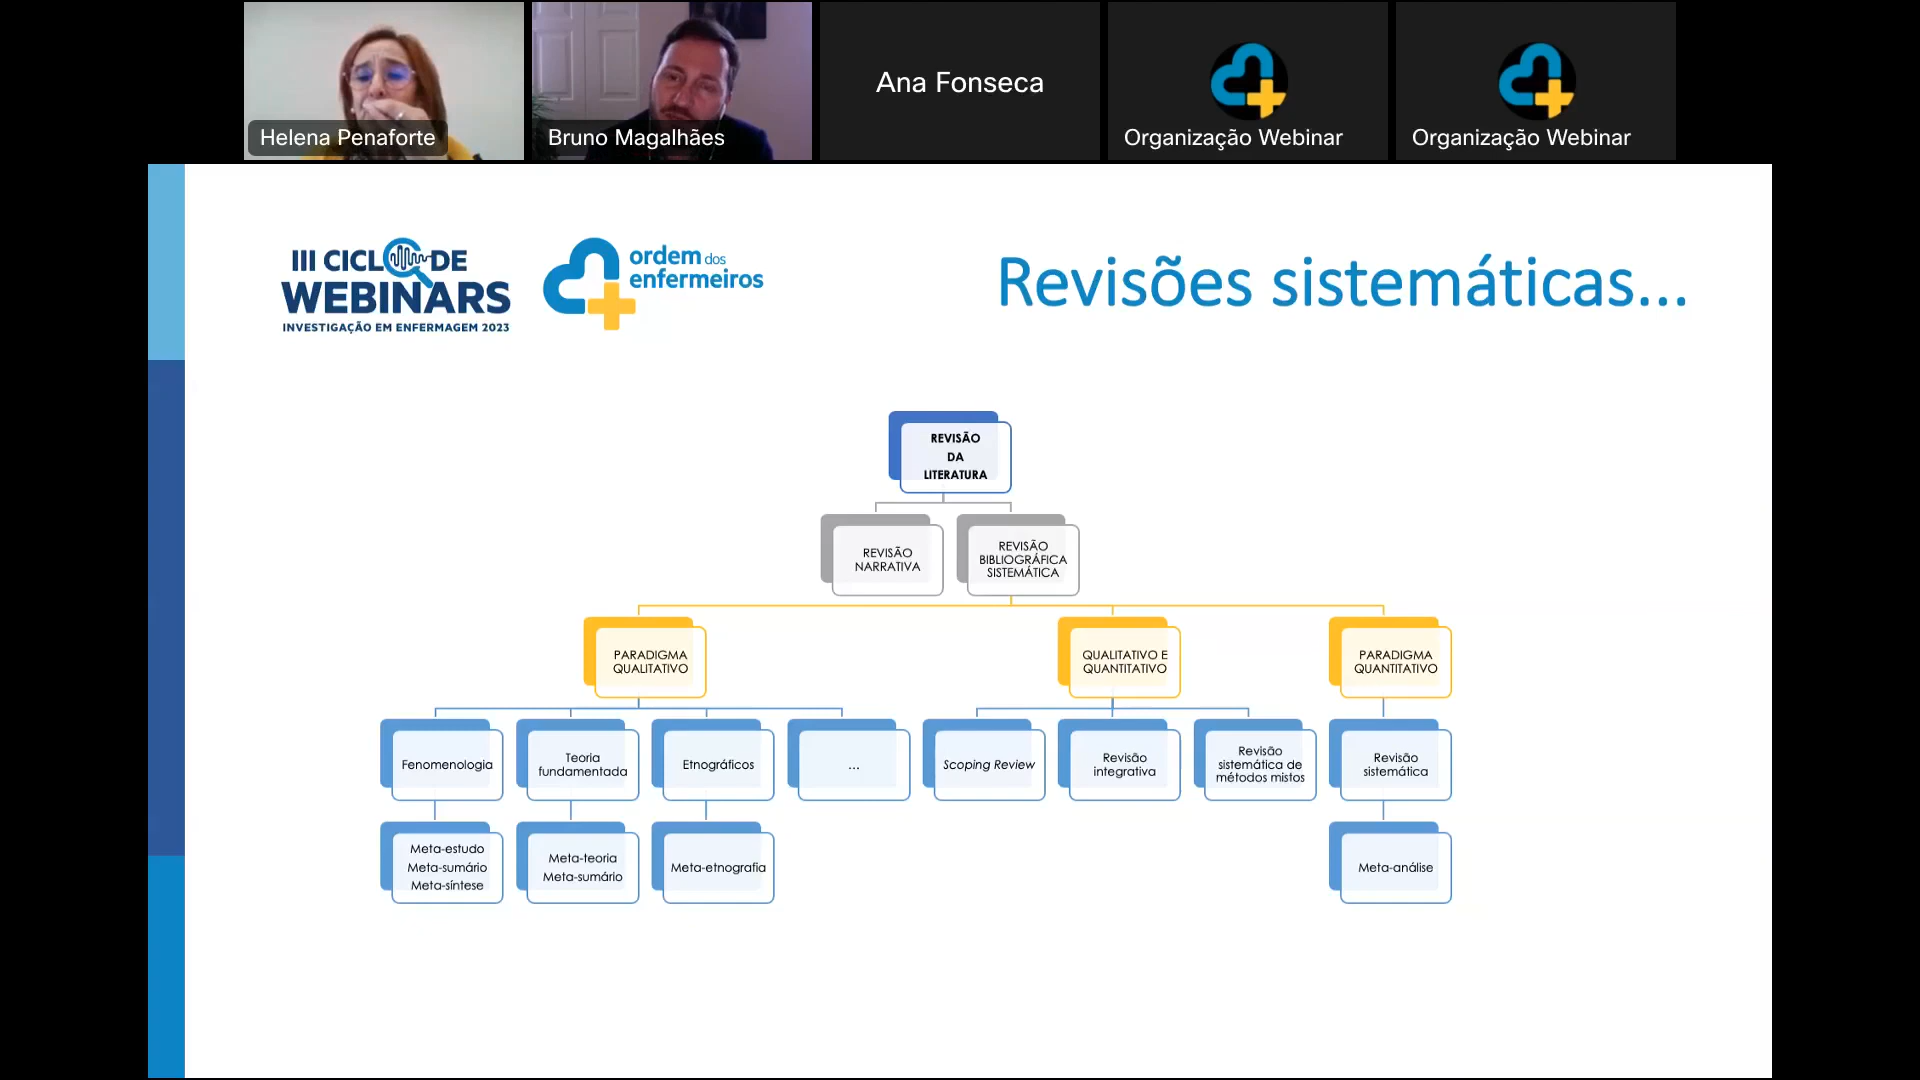 Helena Penaforte
Bruno Magalhães
Ana Fonseca
Organização Webinar
Organização Webinar
III CICLO DE
WEBINARS
INVESTIGAÇÃO EM ENFERMAGEM 2023
ordem dos
enfermeiros
Revisões sistemáticas...
REVISÃO
DA
LITERATURA
REVISÃO
NARRATIVA
REVISÃO
BIBLIOGRÁFICA
SISTEMÁTICA
PARADIGMA
QUALITATIVO
QUALITATIVO E
QUANTITATIVO
PARADIGMA
QUANTITATIVO
Fenomenologia
Teoria
fundamentada
Etnográficos
...
Scoping Review
Revisão
integrativa
Revisão
sistemática de
métodos mistos
Revisão
sistemática
Meta-estudo
Meta-sumário
Meta-síntese
Meta-teoria
Meta-sumário
Meta-etnografia
Meta-análise